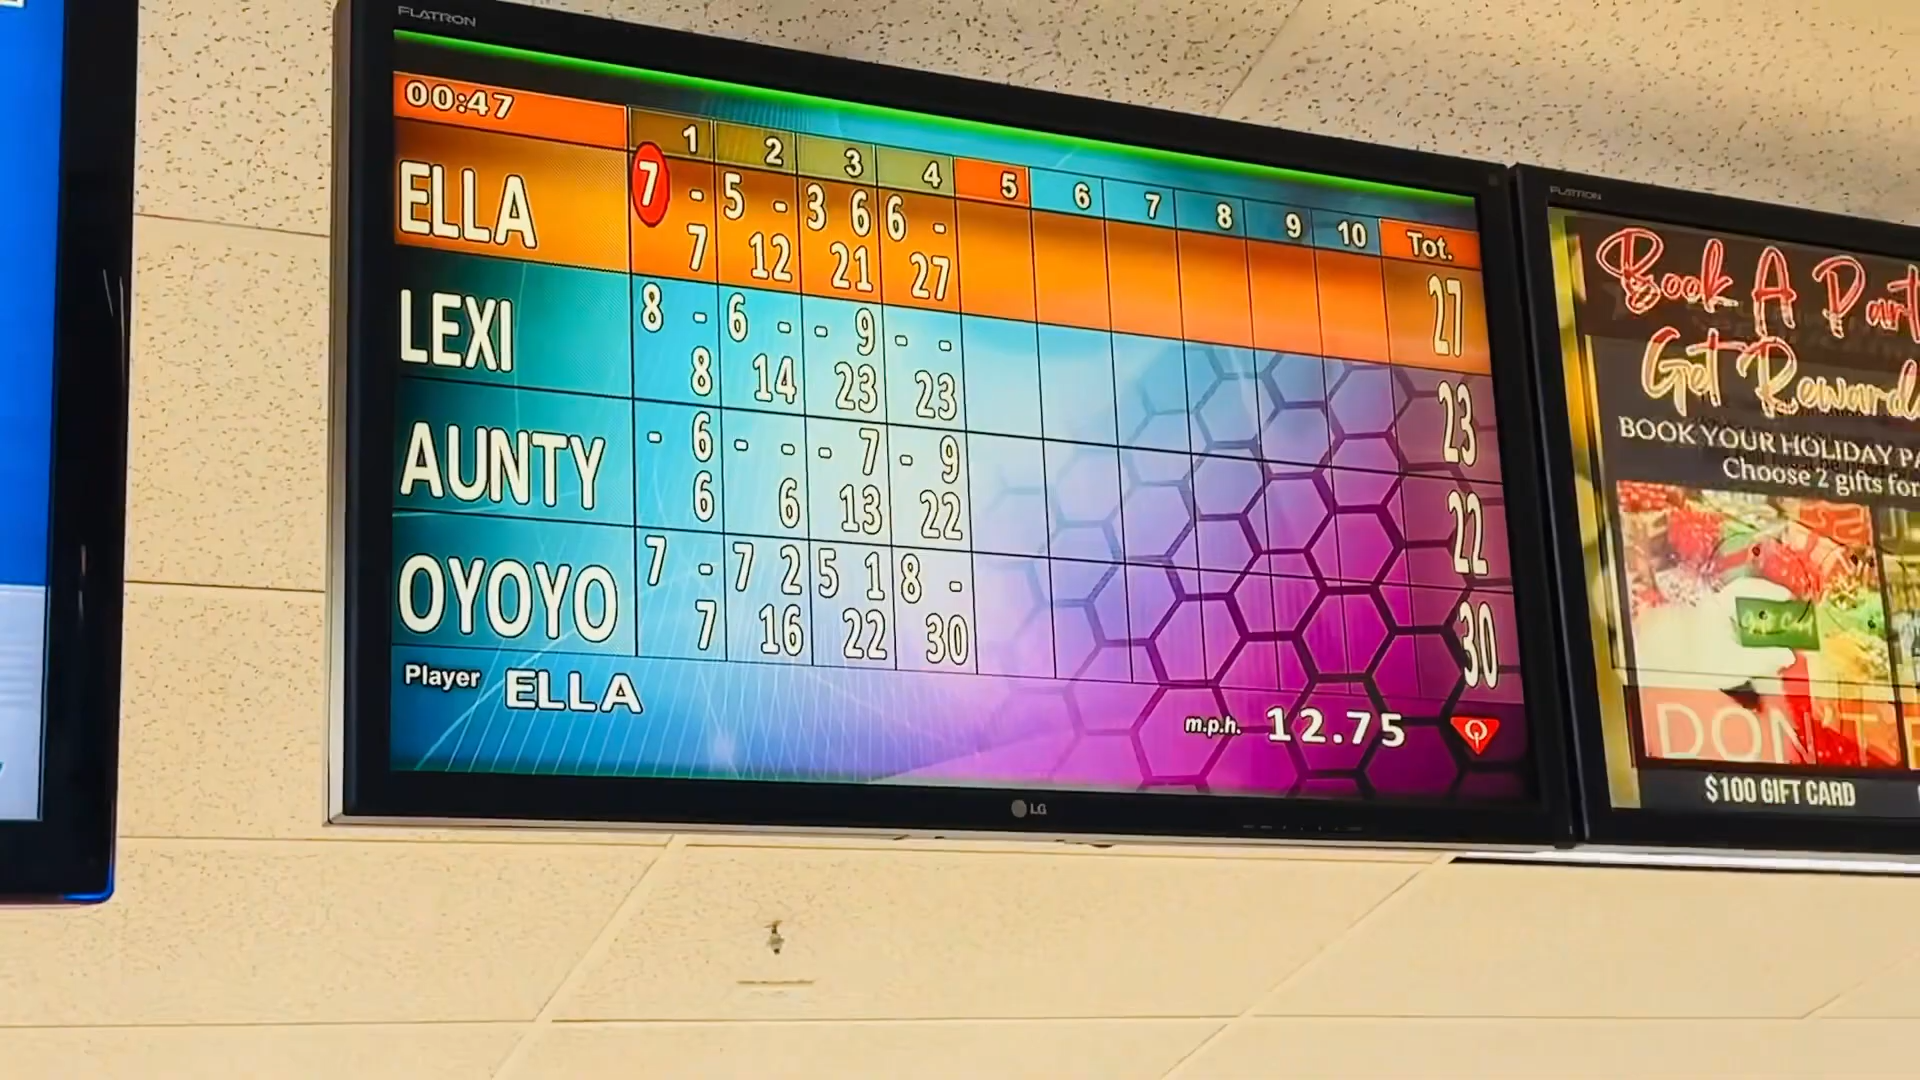 FLATRON
00:47 1 2 3 4 5 6 7 8 9 10 Tot.
ELLA 7 - 5 - 3 6 6 -
7 12 21 27 27
LEXI 8 - 6 - - 9 - -
8 14 23 23 23
AUNTY - 6 - - - 7 - 9
6 6 13 22 22
OYOYO 7 - 7 2 5 1 8 -
7 16 22 30 30
Player ELLA m.p.h. 12.75
LG
FLATRON
Book A Part
Get Reward
BOOK YOUR HOLIDAY PA
Choose 2 gifts for
DON'T
$100 GIFT CARD